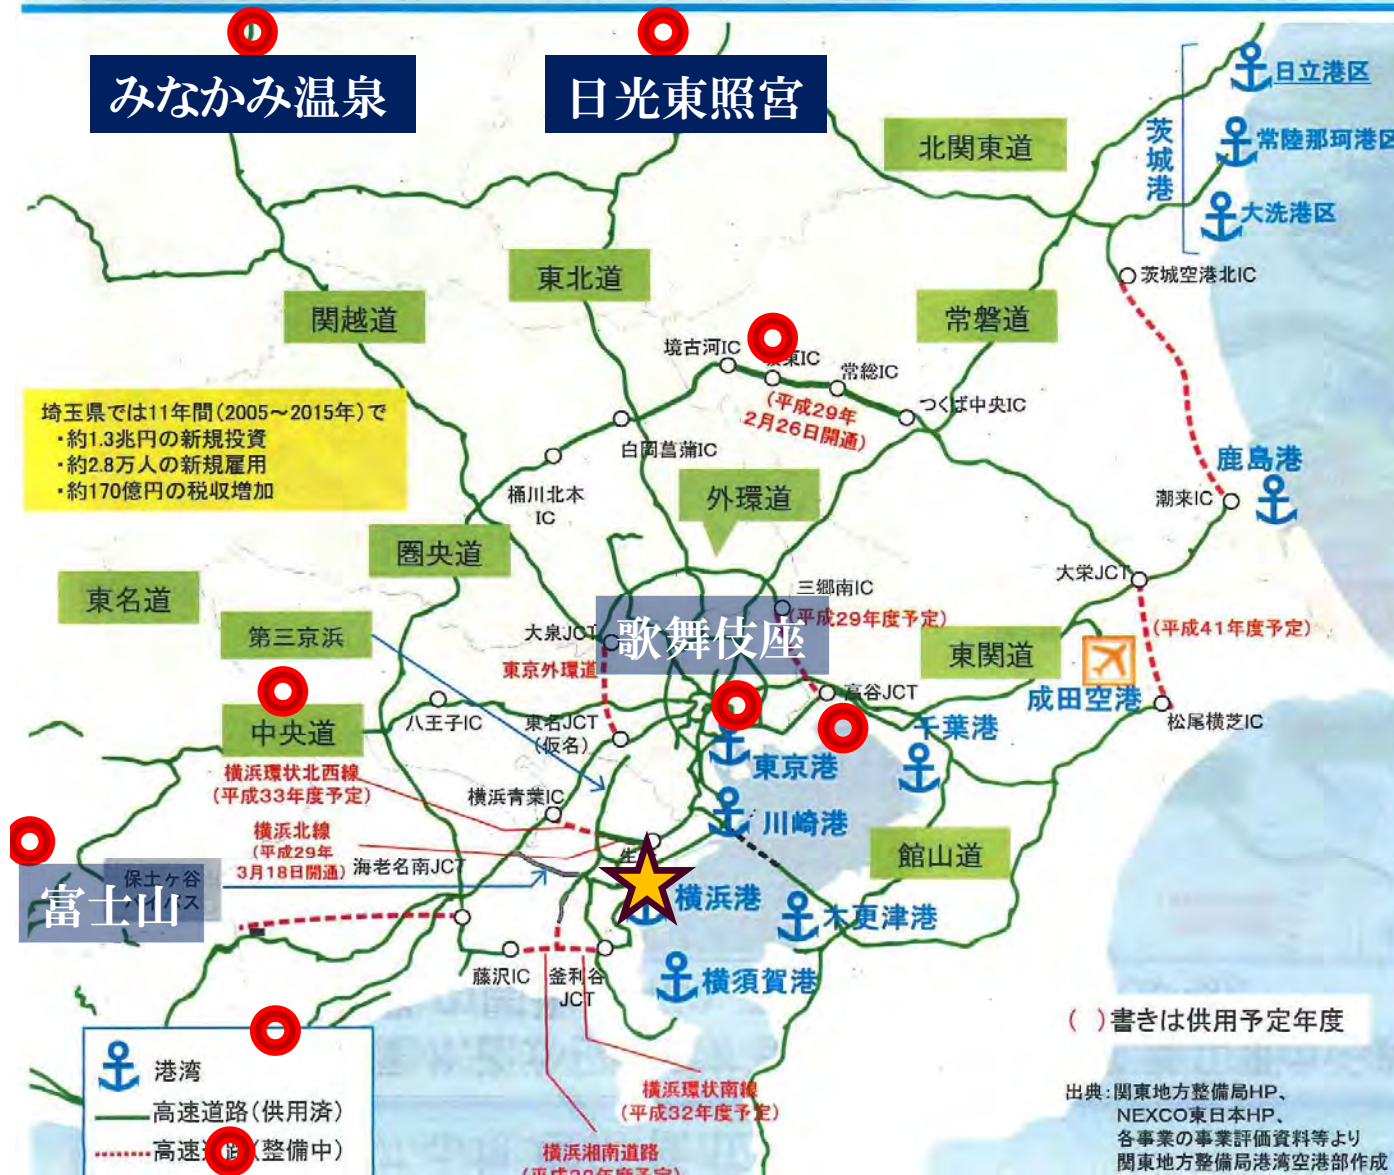 みなかみ温泉
日光東照宮
日立港区
常陸那珂港区
大洗港区
茨城港
北関東道
東北道
関越道
常磐道
茨城空港北IC
境古河IC
東IC
常総IC
つくば中央IC
(平成29年
2月26日開通)
埼玉県では11年間(2005～2015年)で
・約1.3兆円の新規投資
・約2.8万人の新規雇用
・約170億円の税収増加
白岡菖蒲IC
桶川北本
IC
外環道
鹿島港
潮来IC
圏央道
大栄JCT
東名道
第三京浜
三郷南IC
(平成29年度予定)
大泉JCT
歌舞伎座
東京外環道
東関道
(平成41年度予定)
成田空港
高谷JCT
中央道
八王子IC
東名JCT
(仮名)
千葉港
松尾横芝IC
東京港
横浜環状北西線
(平成33年度予定)
横浜青葉IC
川崎港
横浜北線
(平成29年
3月18日開通)
海老名南JCT
生
館山道
保土ヶ谷
バイパス
富士山
横浜港
木更津港
藤沢IC
釜利谷
JCT
横須賀港
( )書きは供用予定年度
港湾
高速道路(供用済)
高速道路(整備中)
横浜環状南線
(平成32年度予定)
横浜湘南道路
出典:関東地方整備局HP、
NEXCO東日本HP、
各事業の事業評価資料等より
関東地方整備局港湾空港部作成